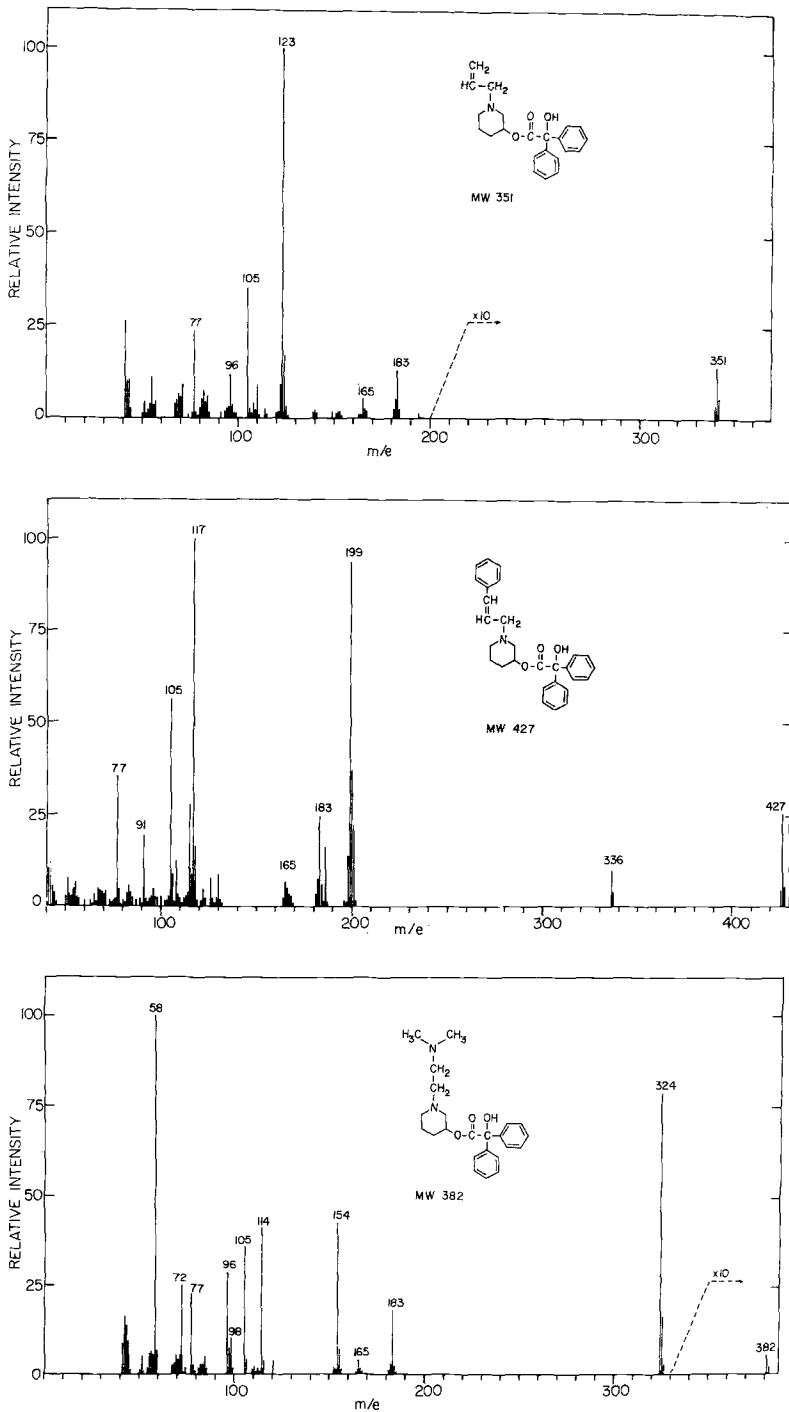 RELATIVE INTENSITY
100
75
50
25
0
123
105
77
96
165
183
x10
351
CH₂
HC
CH₂
N
O
C
O
OH
C
MW 351
100
200
300
m/e
RELATIVE INTENSITY
100
75
50
25
0
117
199
105
77
91
165
183
336
427
CH
HC
CH₂
N
O
C
O
OH
C
MW 427
100
200
300
400
m/e
RELATIVE INTENSITY
100
75
50
25
0
58
324
72
77
96
98
105
114
154
165
183
x10
382
H₃C
CH₃
N
CH₂
CH₂
N
O
C
O
OH
C
MW 382
100
200
300
m/e